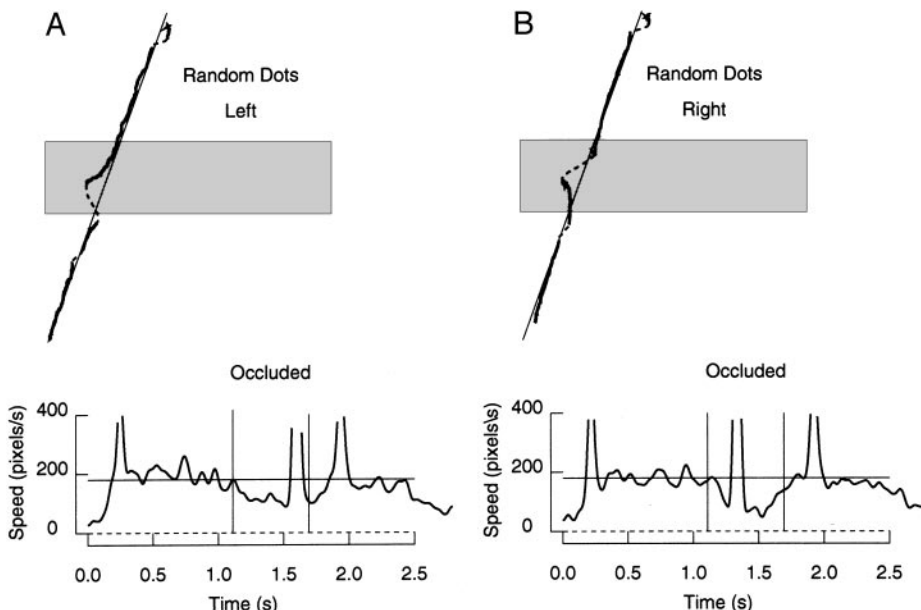 A
Random Dots
Left
B
Random Dots
Right
Occluded
400
200
0
Speed (pixels/s)
0.0 0.5 1.0 1.5 2.0 2.5
Time (s)
Occluded
400
200
0
Speed (pixels\s)
0.0 0.5 1.0 1.5 2.0 2.5
Time (s)